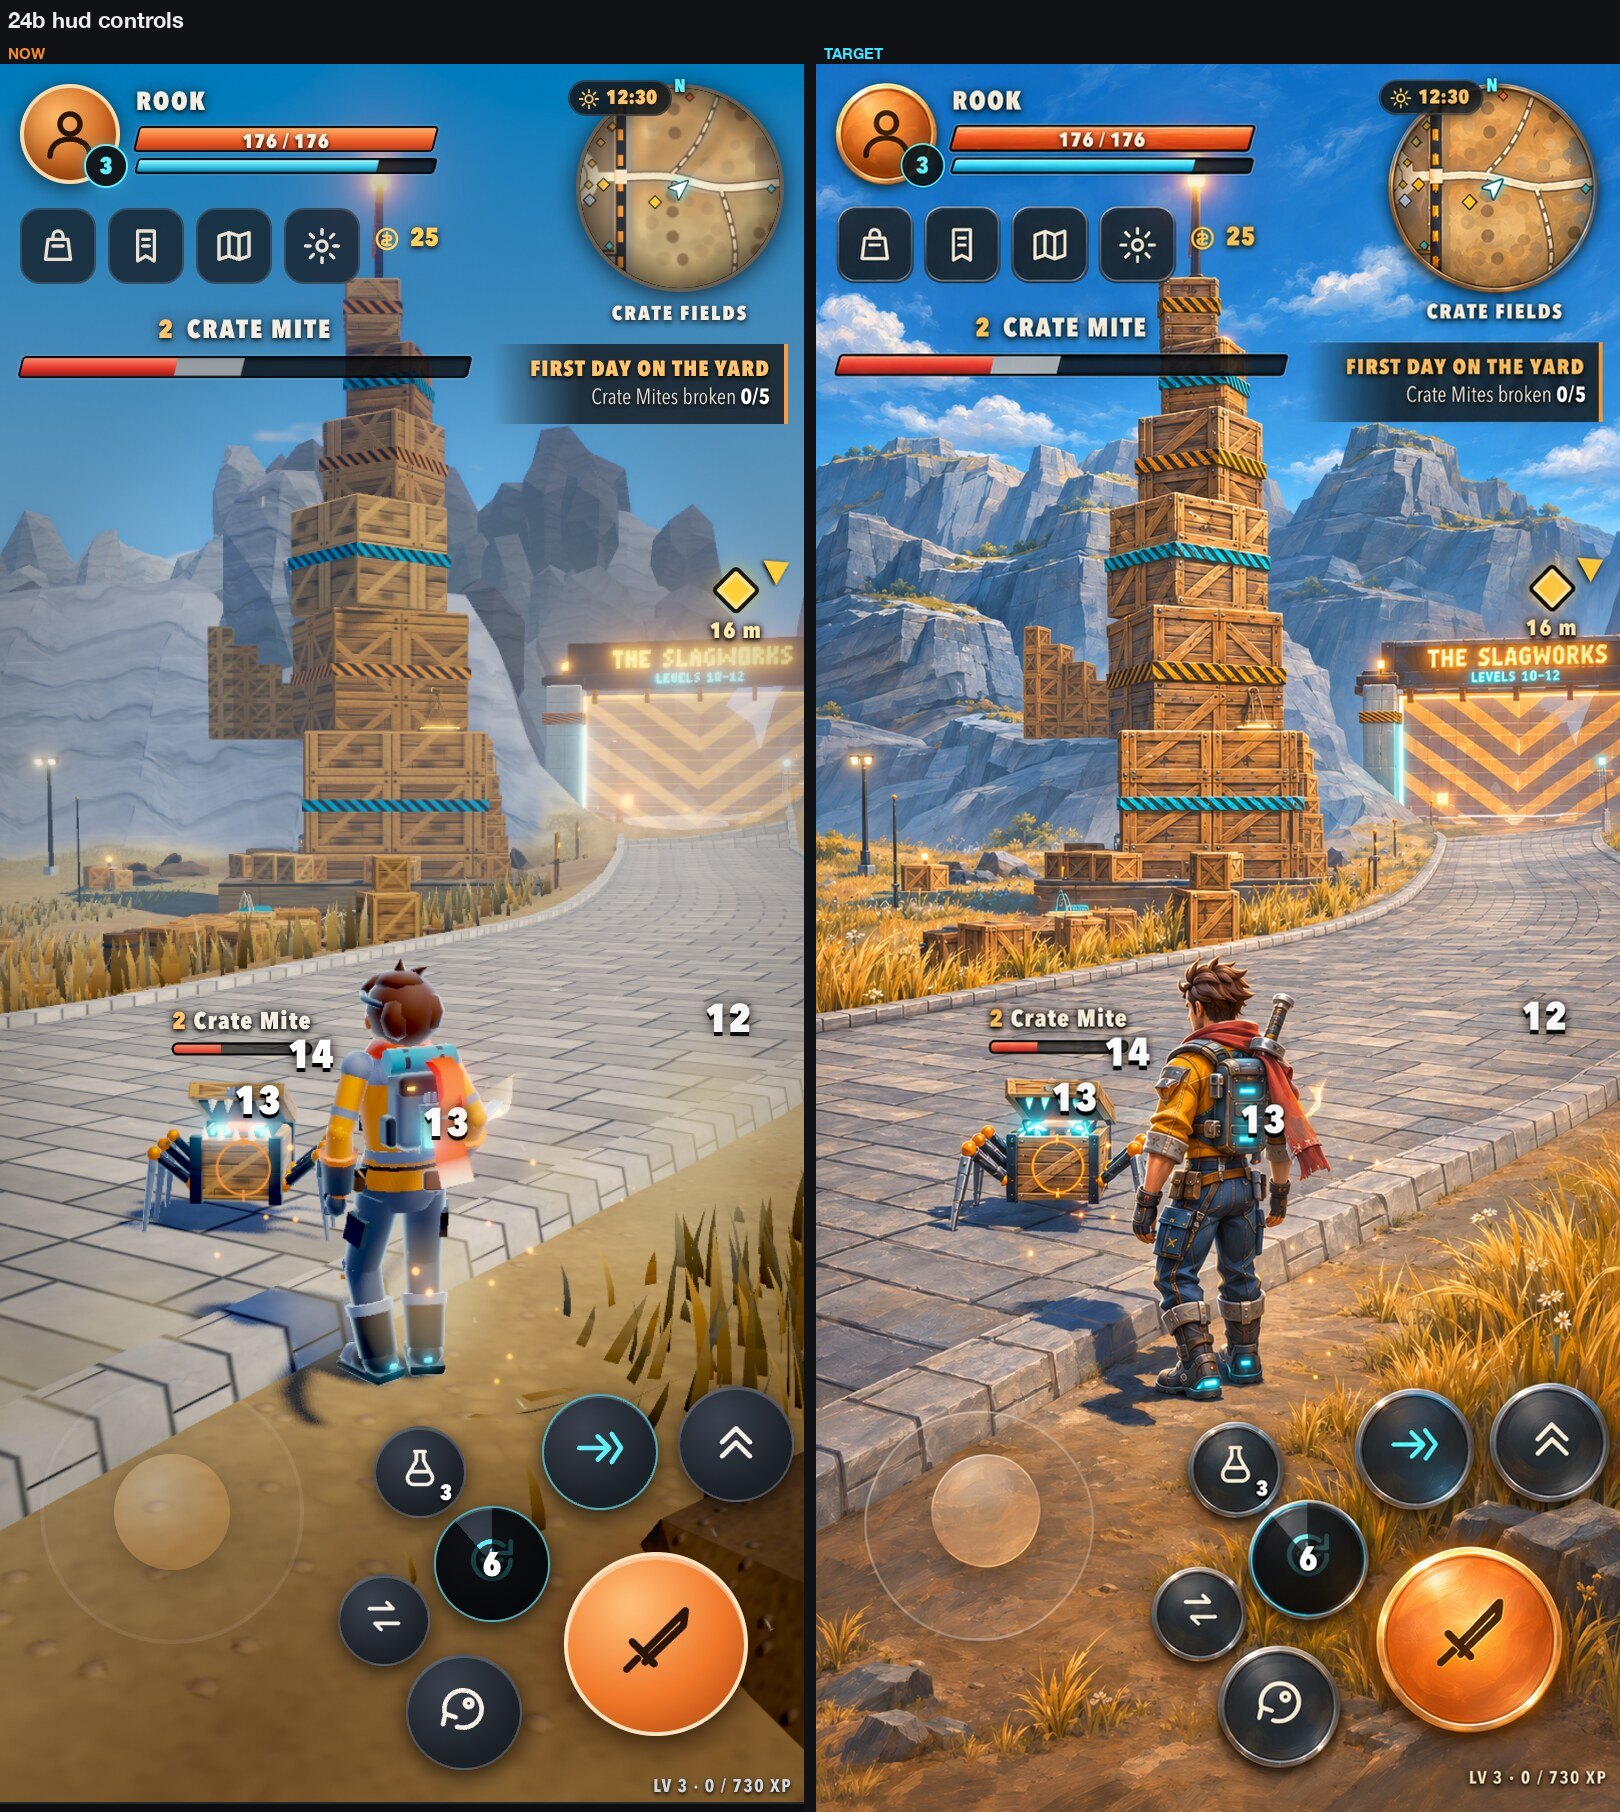 24b hud controls
NOW
ROOK
176 / 176
3
12:30
N
25
CRATE FIELDS
2 CRATE MITE
FIRST DAY ON THE YARD
Crate Mites broken 0/5
16 m
THE SLAGWORKS
LEVELS 10-12
2 Crate Mite
14
12
13
13
3
6
LV 3 · 0 / 730 XP
TARGET
ROOK
176 / 176
3
12:30
N
25
CRATE FIELDS
2 CRATE MITE
FIRST DAY ON THE YARD
Crate Mites broken 0/5
16 m
THE SLAGWORKS
LEVELS 10-12
2 Crate Mite
14
12
13
13
3
6
LV 3 · 0 / 730 XP